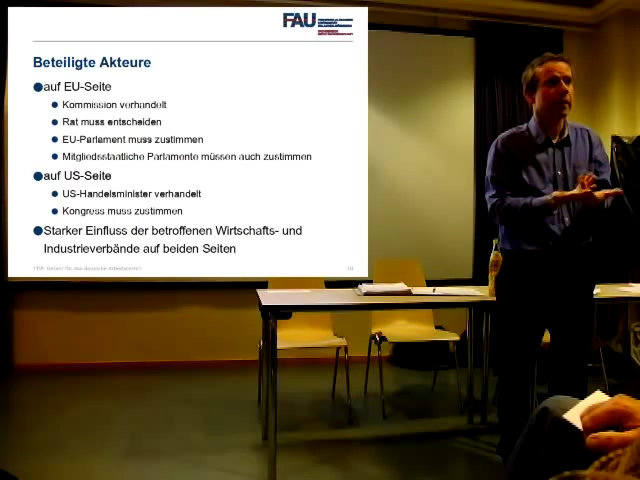 FAU
Beteiligte Akteure
auf EU-Seite
Kommission verhandelt
Rat muss entscheiden
EU-Parlament muss zustimmen
Mitgliedsstaatliche Parlamente müssen auch zustimmen
auf US-Seite
US-Handelsminister verhandelt
Kongress muss zustimmen
Starker Einfluss der betroffenen Wirtschafts- und
Industrieverbände auf beiden Seiten